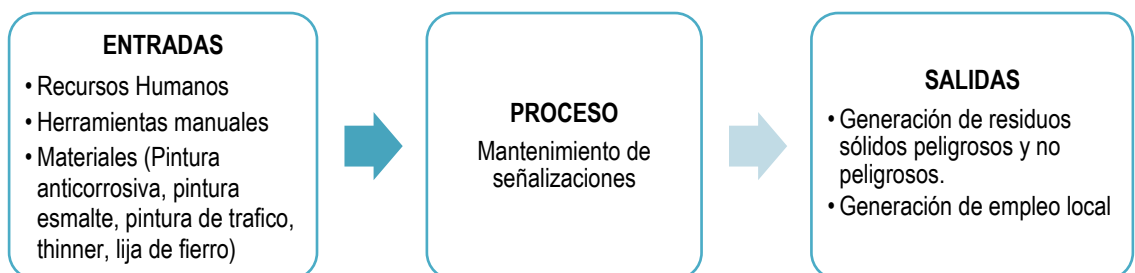 ENTRADAS
• Recursos Humanos
• Herramientas manuales
• Materiales (Pintura
anticorrosiva, pintura
esmalte, pintura de trafico,
thinner, lija de fierro)
PROCESO
Mantenimiento de
señalizaciones
SALIDAS
• Generación de residuos
sólidos peligrosos y no
peligrosos.
• Generación de empleo local